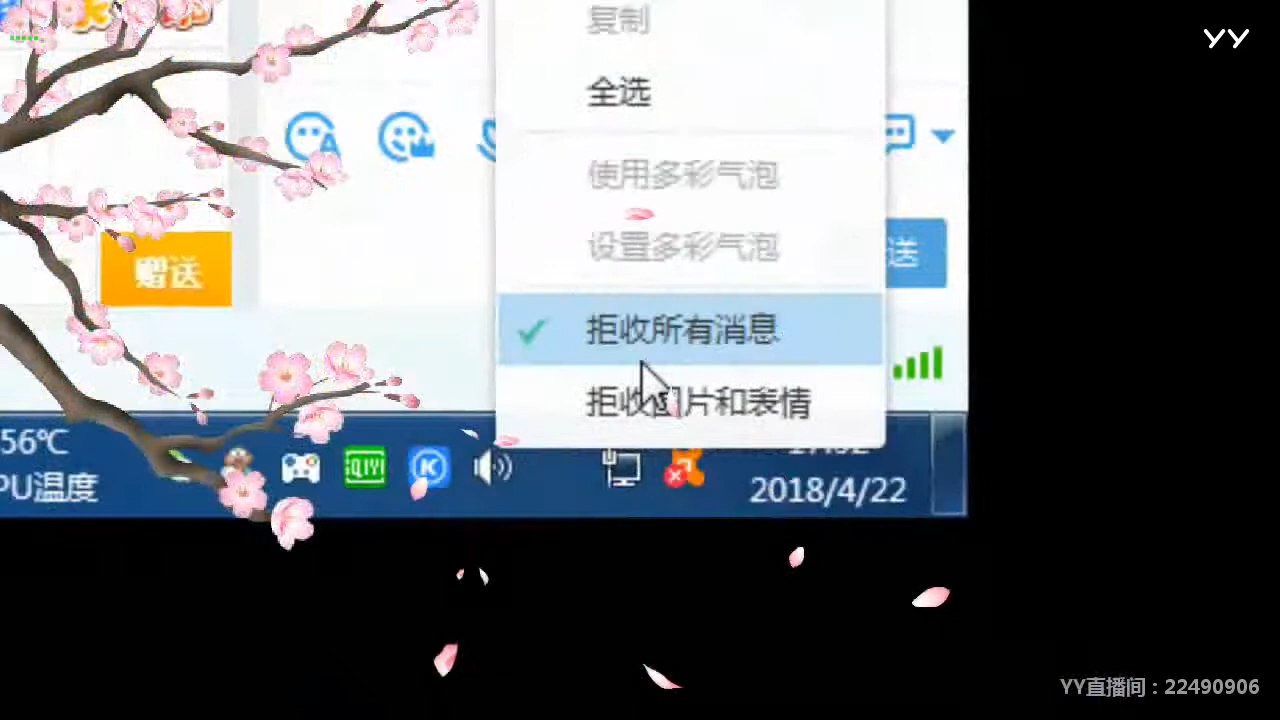 YY
复制
全选
使用多彩气泡
赠送
设置多彩气泡
送
拒收所有消息
拒收图片和表情
56℃
PU温度
QIYI
K
2018/4/22
YY直播间：22490906